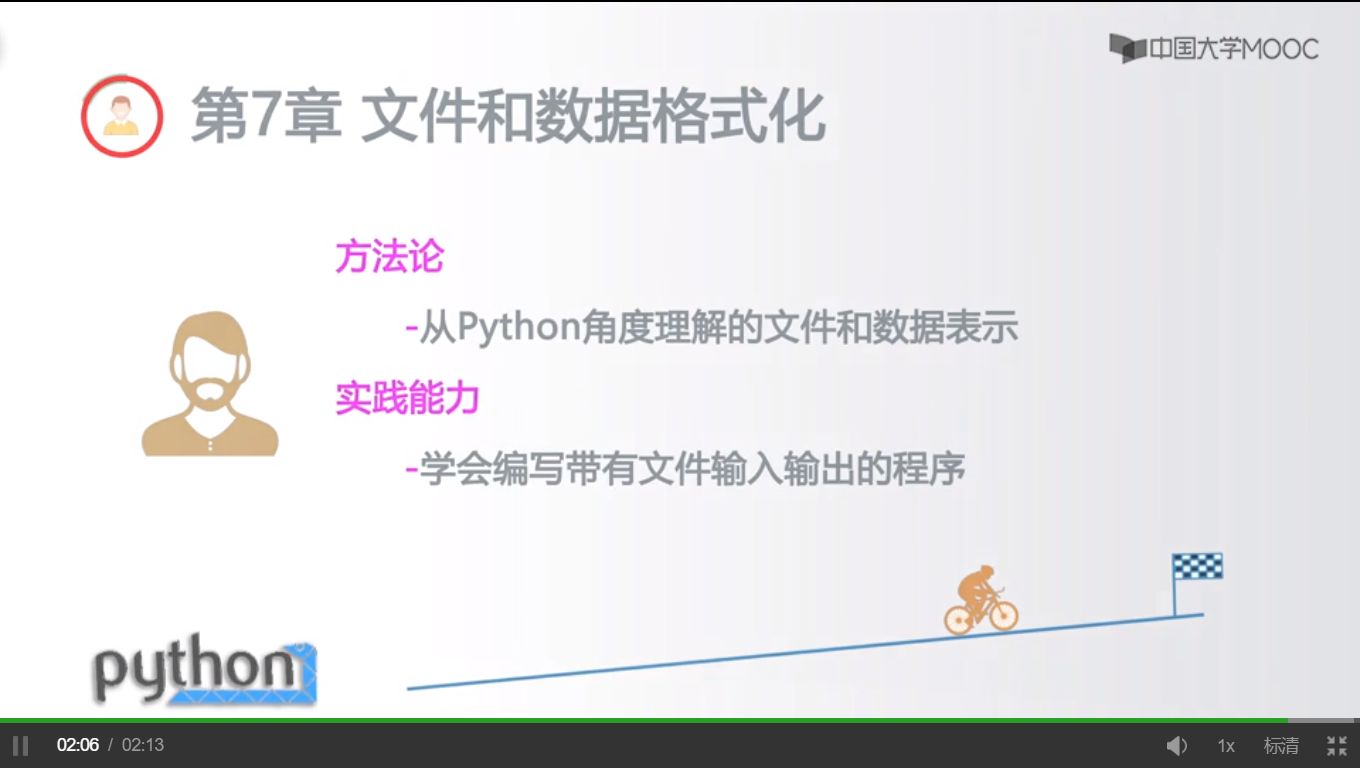 中国大学MOOC
第7章 文件和数据格式化
方法论
-从Python角度理解的文件和数据表示
实践能力
-学会编写带有文件输入输出的程序
python
02:06 / 02:13
1x
标清